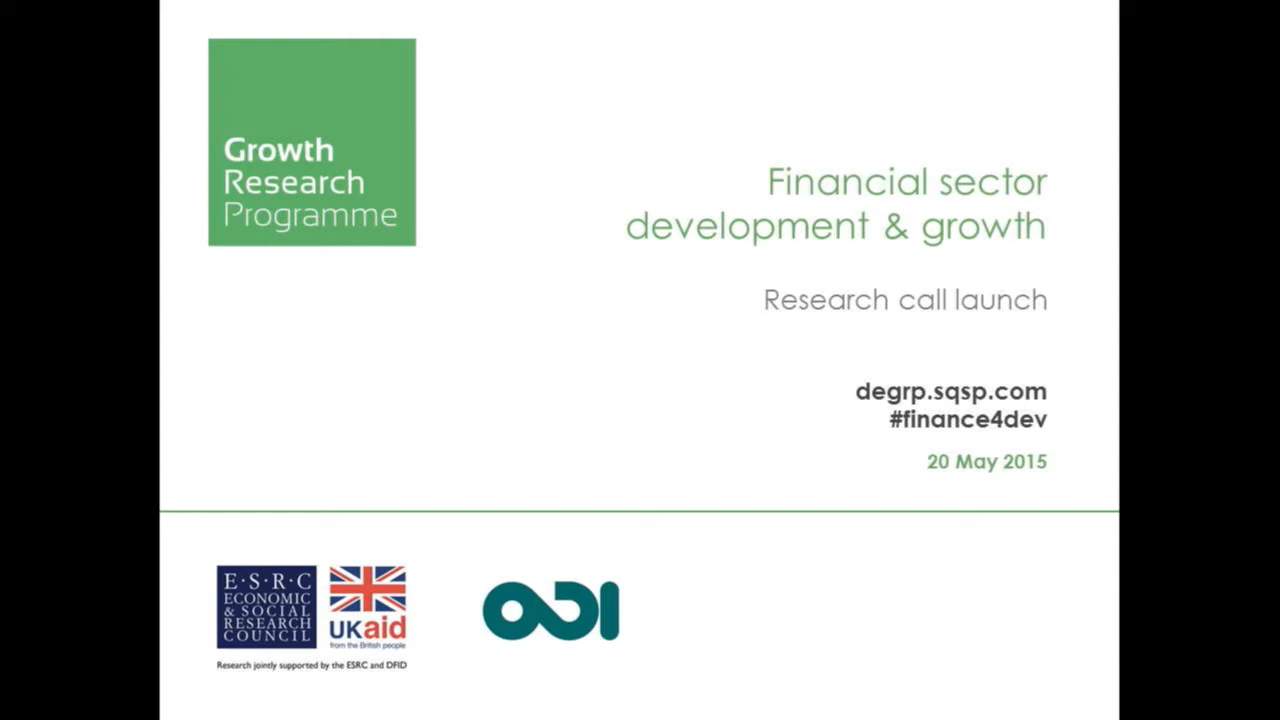 Growth
Research
Programme
Financial sector
development & growth
Research call launch
degrp.sqsp.com
#finance4dev
20 May 2015
E·S·R·C
ECONOMIC
& SOCIAL
RESEARCH
COUNCIL
UKaid
from the British people
ODI
Research jointly supported by the ESRC and DFID